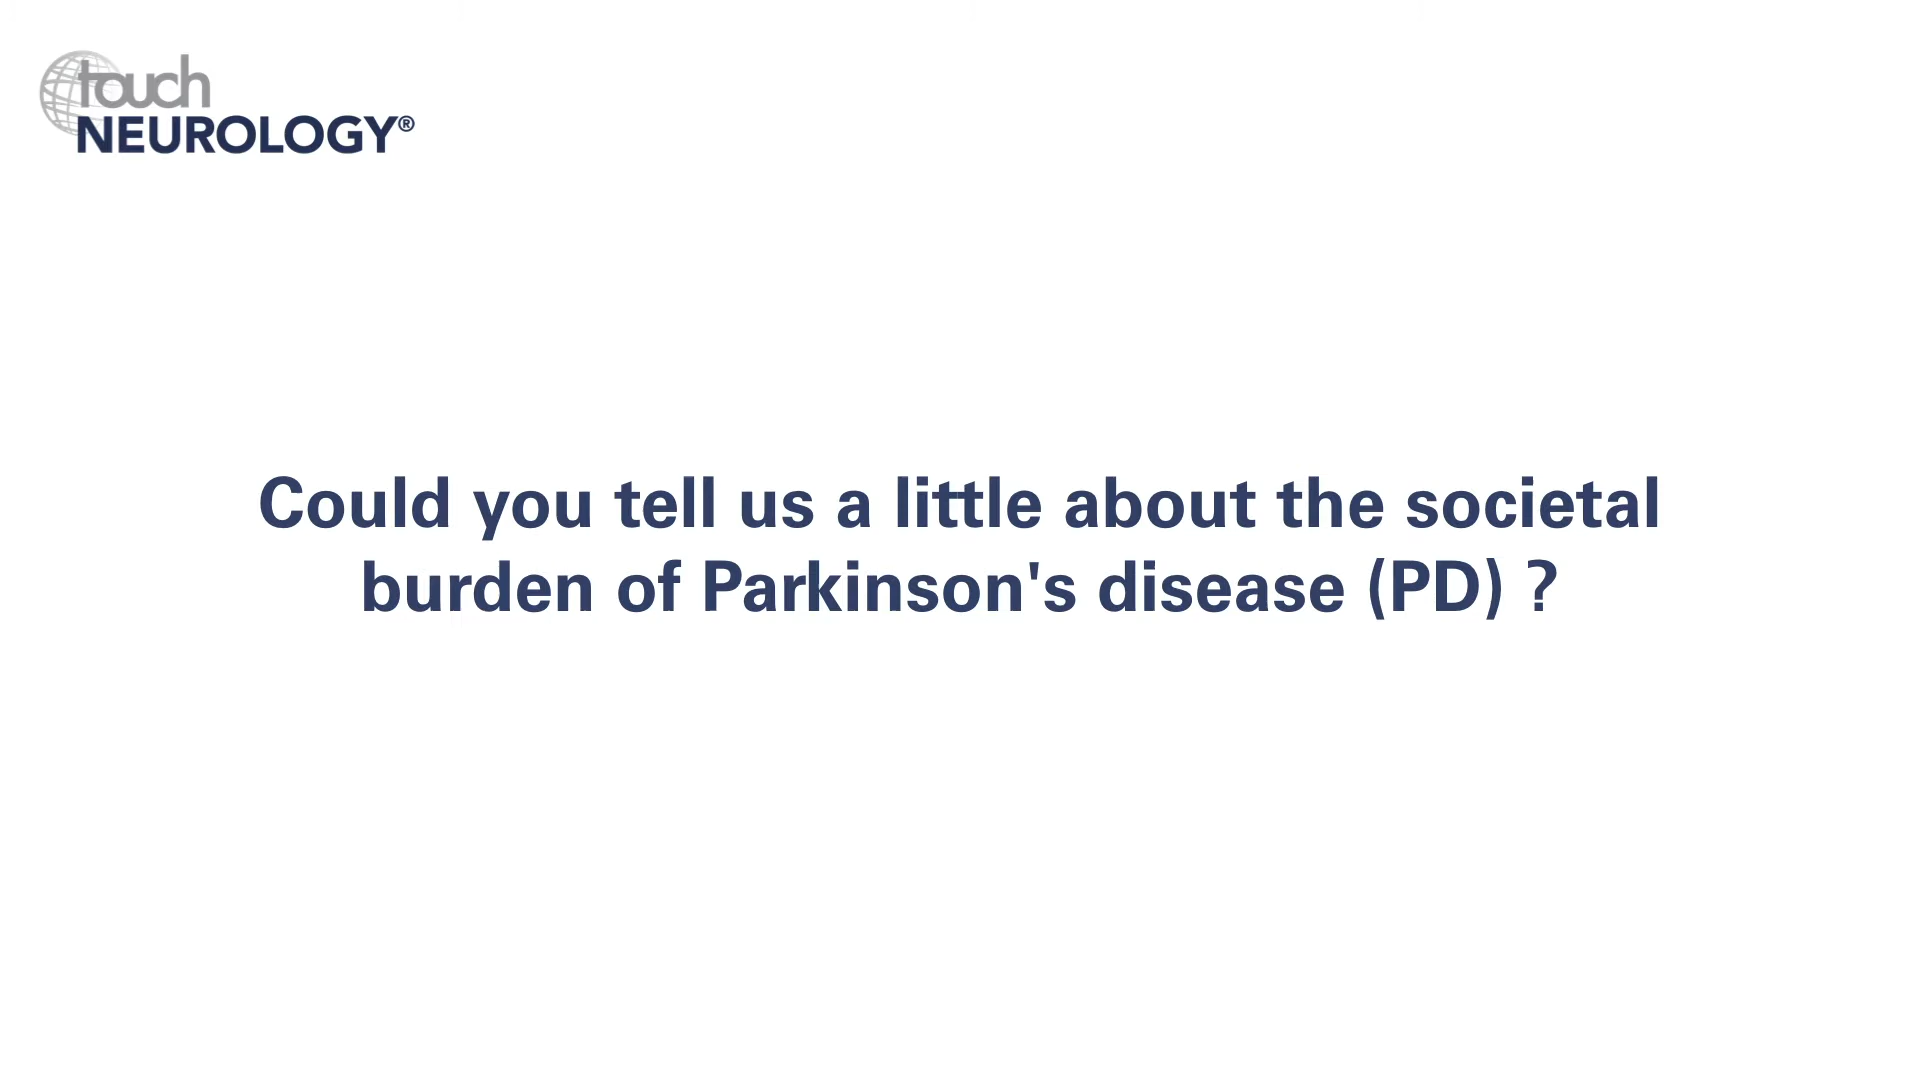 touch
NEUROLOGY®
Could you tell us a little about the societal
burden of Parkinson's disease (PD) ?